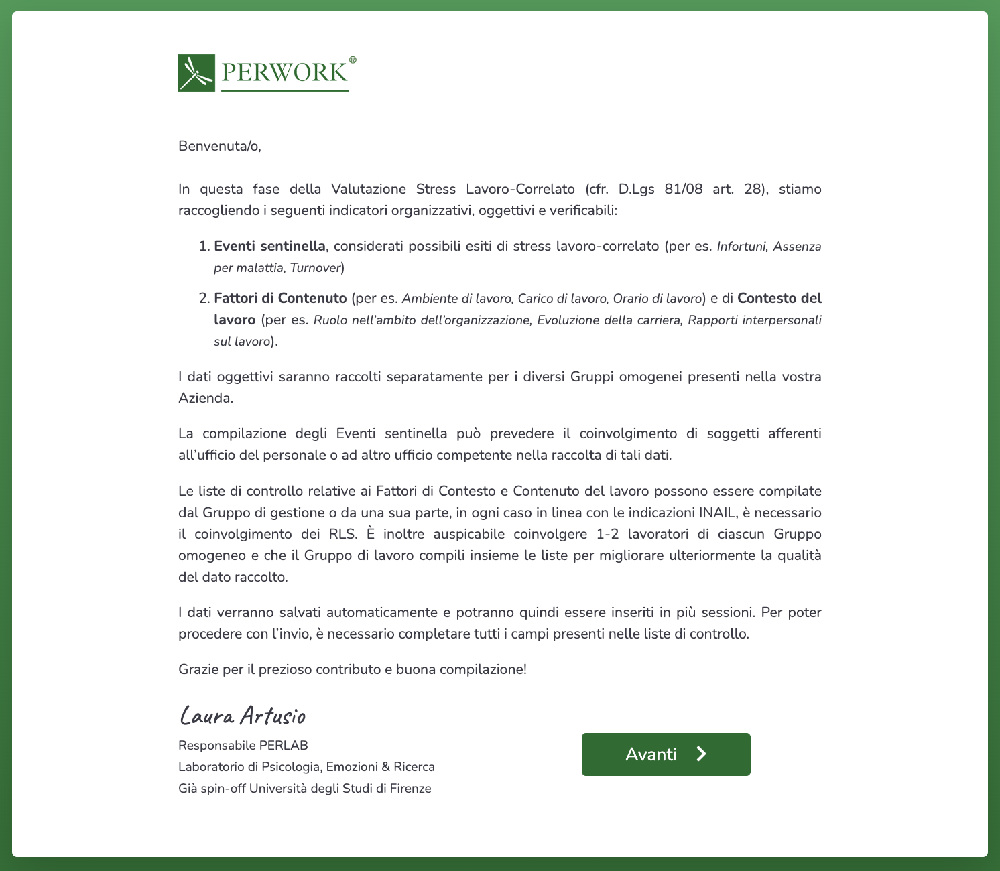 PERWORK®
Benvenuta/o,
In questa fase della Valutazione Stress Lavoro-Correlato (cfr. D.Lgs 81/08 art. 28), stiamo
raccogliendo i seguenti indicatori organizzativi, oggettivi e verificabili:
1. Eventi sentinella, considerati possibili esiti di stress lavoro-correlato (per es. Infortuni, Assenza
per malattia, Turnover)
2. Fattori di Contenuto (per es. Ambiente di lavoro, Carico di lavoro, Orario di lavoro) e di Contesto del
lavoro (per es. Ruolo nell’ambito dell’organizzazione, Evoluzione della carriera, Rapporti interpersonali
sul lavoro).
I dati oggettivi saranno raccolti separatamente per i diversi Gruppi omogenei presenti nella vostra
Azienda.
La compilazione degli Eventi sentinella può prevedere il coinvolgimento di soggetti afferenti
all’ufficio del personale o ad altro ufficio competente nella raccolta di tali dati.
Le liste di controllo relative ai Fattori di Contesto e Contenuto del lavoro possono essere compilate
dal Gruppo di gestione o da una sua parte, in ogni caso in linea con le indicazioni INAIL, è necessario
il coinvolgimento dei RLS. È inoltre auspicabile coinvolgere 1-2 lavoratori di ciascun Gruppo
omogeneo e che il Gruppo di lavoro compili insieme le liste per migliorare ulteriormente la qualità
del dato raccolto.
I dati verranno salvati automaticamente e potranno quindi essere inseriti in più sessioni. Per poter
procedere con l’invio, è necessario completare tutti i campi presenti nelle liste di controllo.
Grazie per il prezioso contributo e buona compilazione!
Laura Artusio
Responsabile PERLAB
Laboratorio di Psicologia, Emozioni & Ricerca
Già spin-off Università degli Studi di Firenze
Avanti